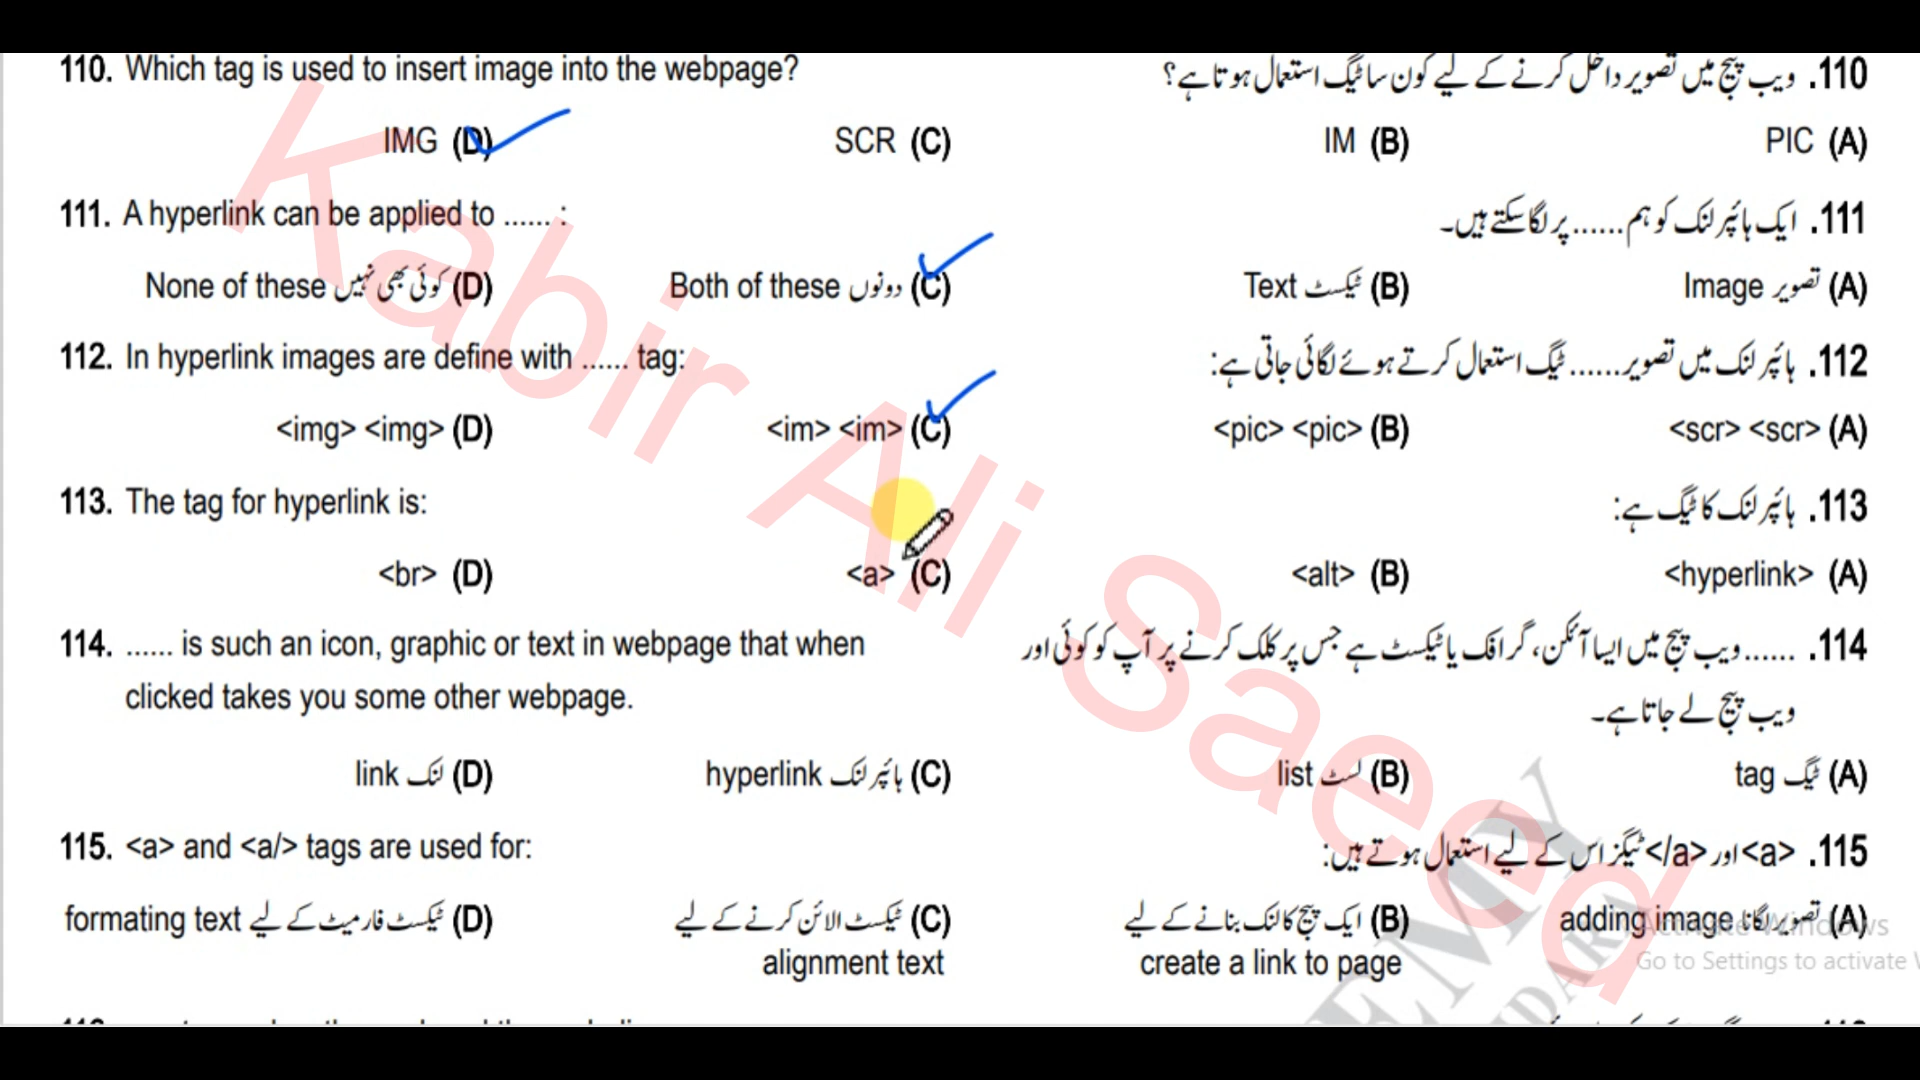 110. Which tag is used to insert image into the webpage?
110. ویب پیج میں تصویر داخل کرنے کے لیے کون سا ٹیگ استعمال ہوتا ہے؟
PIC (A)
IM (B)
SCR (C)
IMG (D)
111. A hyperlink can be applied to ...... :
111. ایک ہائپر لنک کو ہم...... پر لگا سکتے ہیں۔
(A) تصویر Image
(B) ٹیکسٹ Text
(C) دونوں Both of these
(D) کوئی بھی نہیں None of these
112. In hyperlink images are define with ...... tag:
112. ہائپر لنک میں تصویر...... ٹیگ استعمال کرتے ہوئے لگائی جاتی ہے:
<scr> <scr> (A)
<pic> <pic> (B)
<im> <im> (C)
<img> <img> (D)
113. The tag for hyperlink is:
113. ہائپر لنک کا ٹیگ ہے:
<hyperlink> (A)
<alt> (B)
<a> (C)
<br> (D)
114. ...... is such an icon, graphic or text in webpage that when
clicked takes you some other webpage.
114. ......ویب پیج میں ایسا آئکن، گرافک یا ٹیکسٹ ہے جس پر کلک کرنے پر آپ کو کوئی اور
ویب پیج لے جاتا ہے۔
(A) ٹیگ tag
(B) لسٹ list
(C) ہائپر لنک hyperlink
(D) لنک link
115. <a> and <a/> tags are used for:
115. <a> اور </a> ٹیگز اس کے لیے استعمال ہوتے ہیں:
(A) تصویر لگانا adding image
(B) ایک پیج کا لنک بنانے کے لیے
create a link to page
(C) ٹیکسٹ الائن کرنے کے لیے
alignment text
(D) ٹیکسٹ فارمیٹ کے لیے formating text
Kabir Ali Saeed
Activate Windows
Go to Settings to activate